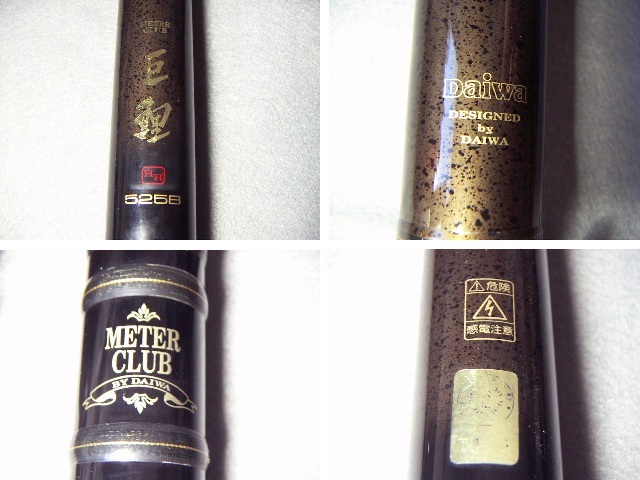 METER
CLUB
巨鯉
HH
525B
Daiwa
DESIGNED
by
DAIWA
METER
CLUB
BY DAIWA
危険
感電注意